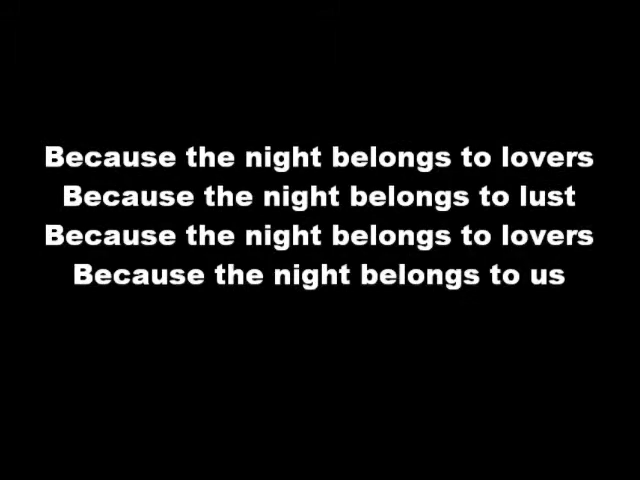 Because the night belongs to lovers
Because the night belongs to lust
Because the night belongs to lovers
Because the night belongs to us